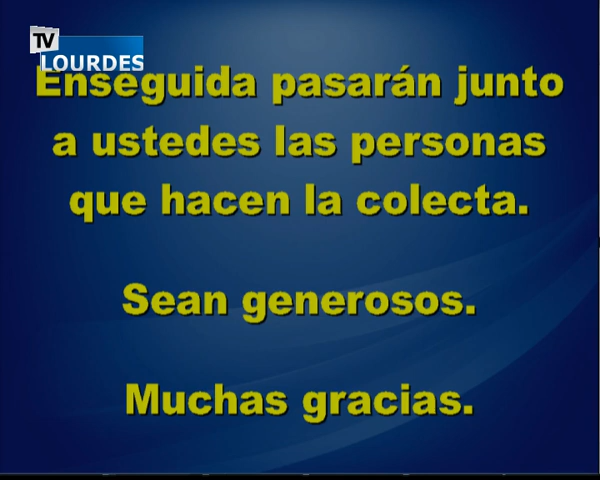 TV
LOURDES
Enseguida pasarán junto
a ustedes las personas
que hacen la colecta.
Sean generosos.
Muchas gracias.